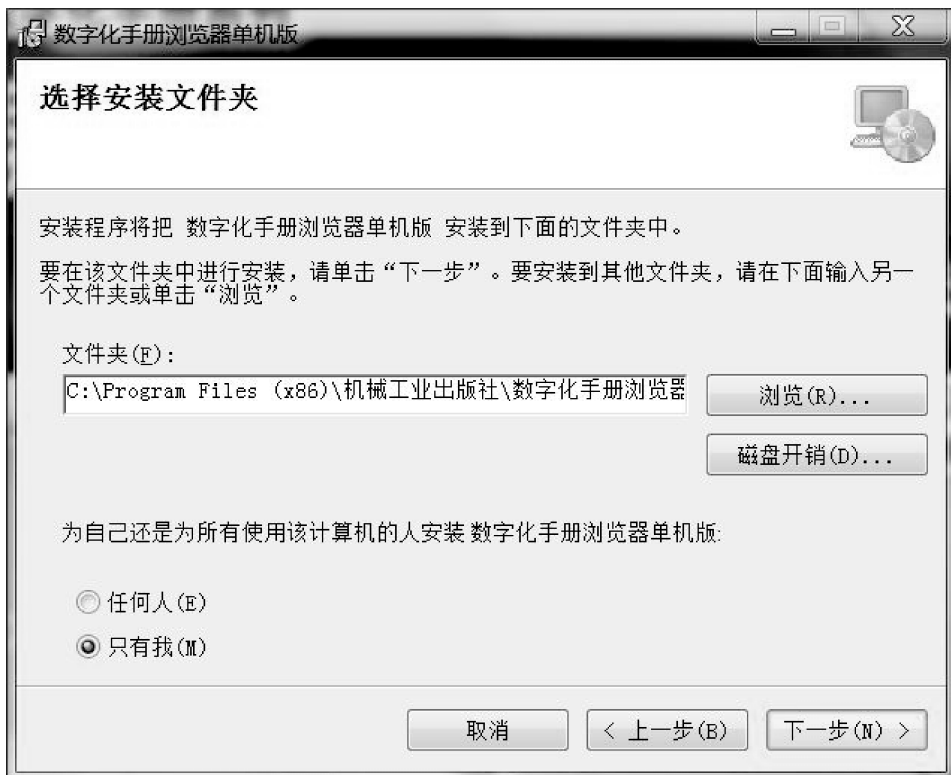 数字化手册浏览器单机版
选择安装文件夹
安装程序将把 数字化手册浏览器单机版 安装到下面的文件夹中。
要在该文件夹中进行安装，请单击“下一步”。要安装到其他文件夹，请在下面输入另一
个文件夹或单击“浏览”。
文件夹(F)：
C:\Program Files (x86)\机械工业出版社\数字化手册浏览器
浏览(R)...
磁盘开销(D)...
为自己还是为所有使用该计算机的人安装 数字化手册浏览器单机版:
任何人(E)
只有我(M)
取消
< 上一步(B)
下一步(N) >